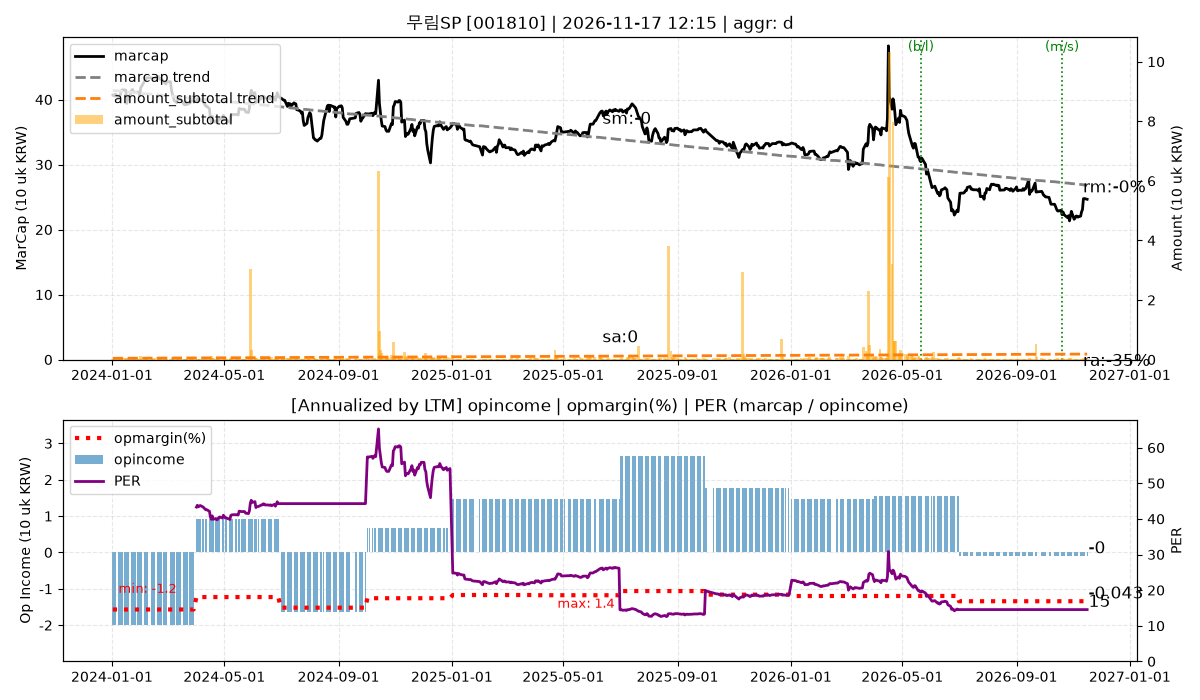 무림SP [001810] | 2026-11-17 12:15 | aggr: d
MarCap (10 uk KRW)
Amount (10 uk KRW)
marcap
marcap trend
amount_subtotal trend
amount_subtotal
(b/l)
(m/s)
sm:-0
rm:-0%
sa:0
ra:-35%
40
30
20
10
0
10
8
6
4
2
0
2024-01-01 2024-05-01 2024-09-01 2025-01-01 2025-05-01 2025-09-01 2026-01-01 2026-05-01 2026-09-01 2027-01-01
[Annualized by LTM] opincome | opmargin(%) | PER (marcap / opincome)
Op Income (10 uk KRW)
PER
opmargin(%)
opincome
PER
min: -1.2
max: 1.4
-0
-0.043
15
3
2
1
0
-1
-2
60
50
40
30
20
10
0
2024-01-01 2024-05-01 2024-09-01 2025-01-01 2025-05-01 2025-09-01 2026-01-01 2026-05-01 2026-09-01 2027-01-01